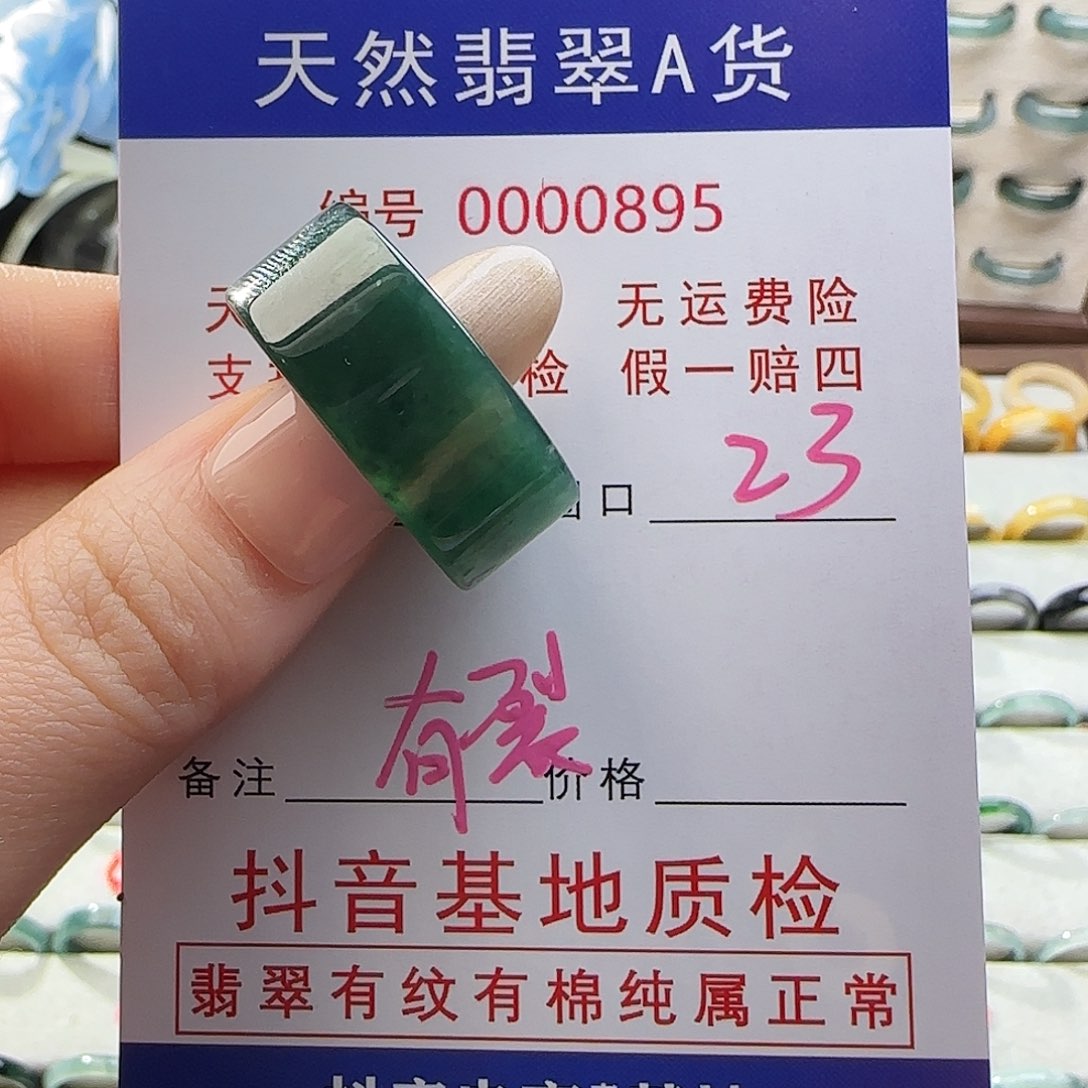 天然翡翠A货
编号 0000895
天 无运费险
支 检 假一赔四
口 23
备注 有裂 价格
抖音基地质检
翡翠有纹有棉纯属正常